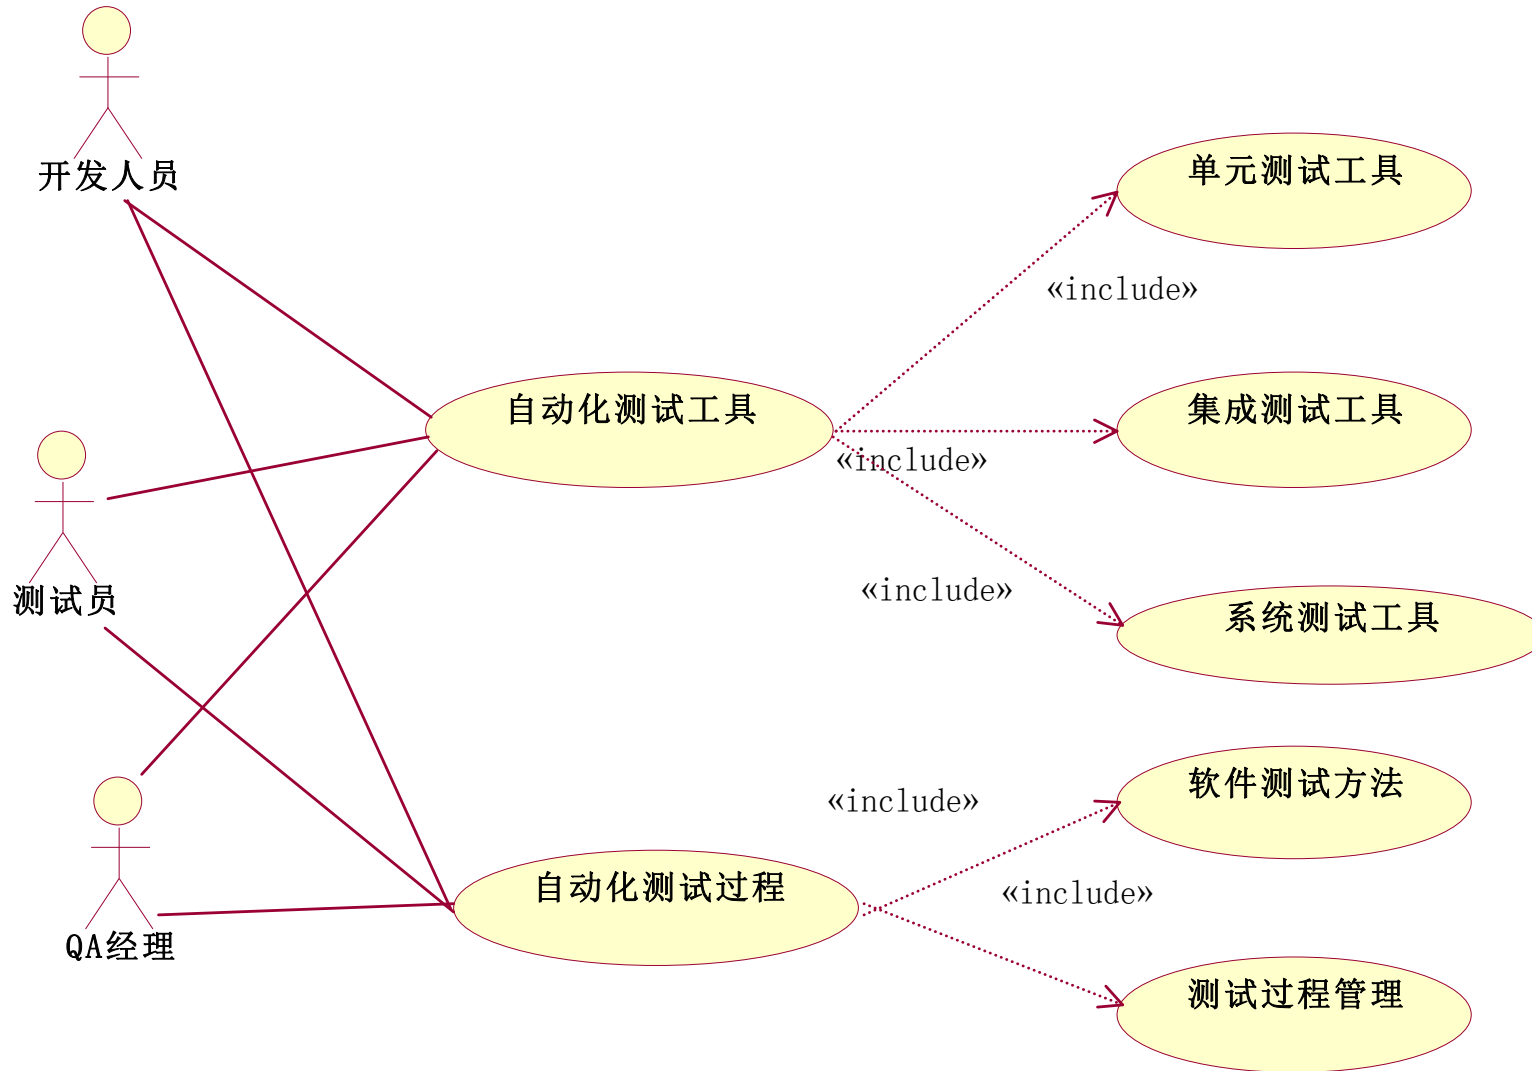 开发人员
单元测试工具
«include»
自动化测试工具
集成测试工具
«include»
«include»
测试员
系统测试工具
软件测试方法
«include»
自动化测试过程
«include»
QA经理
测试过程管理